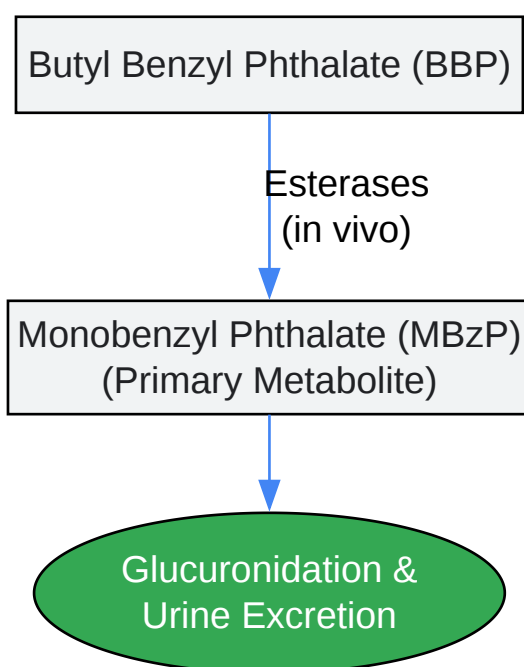 Butyl Benzyl Phthalate (BBP)
Esterases
(in vivo)
Monobenzyl Phthalate (MBzP)
(Primary Metabolite)
Glucuronidation &
Urine Excretion